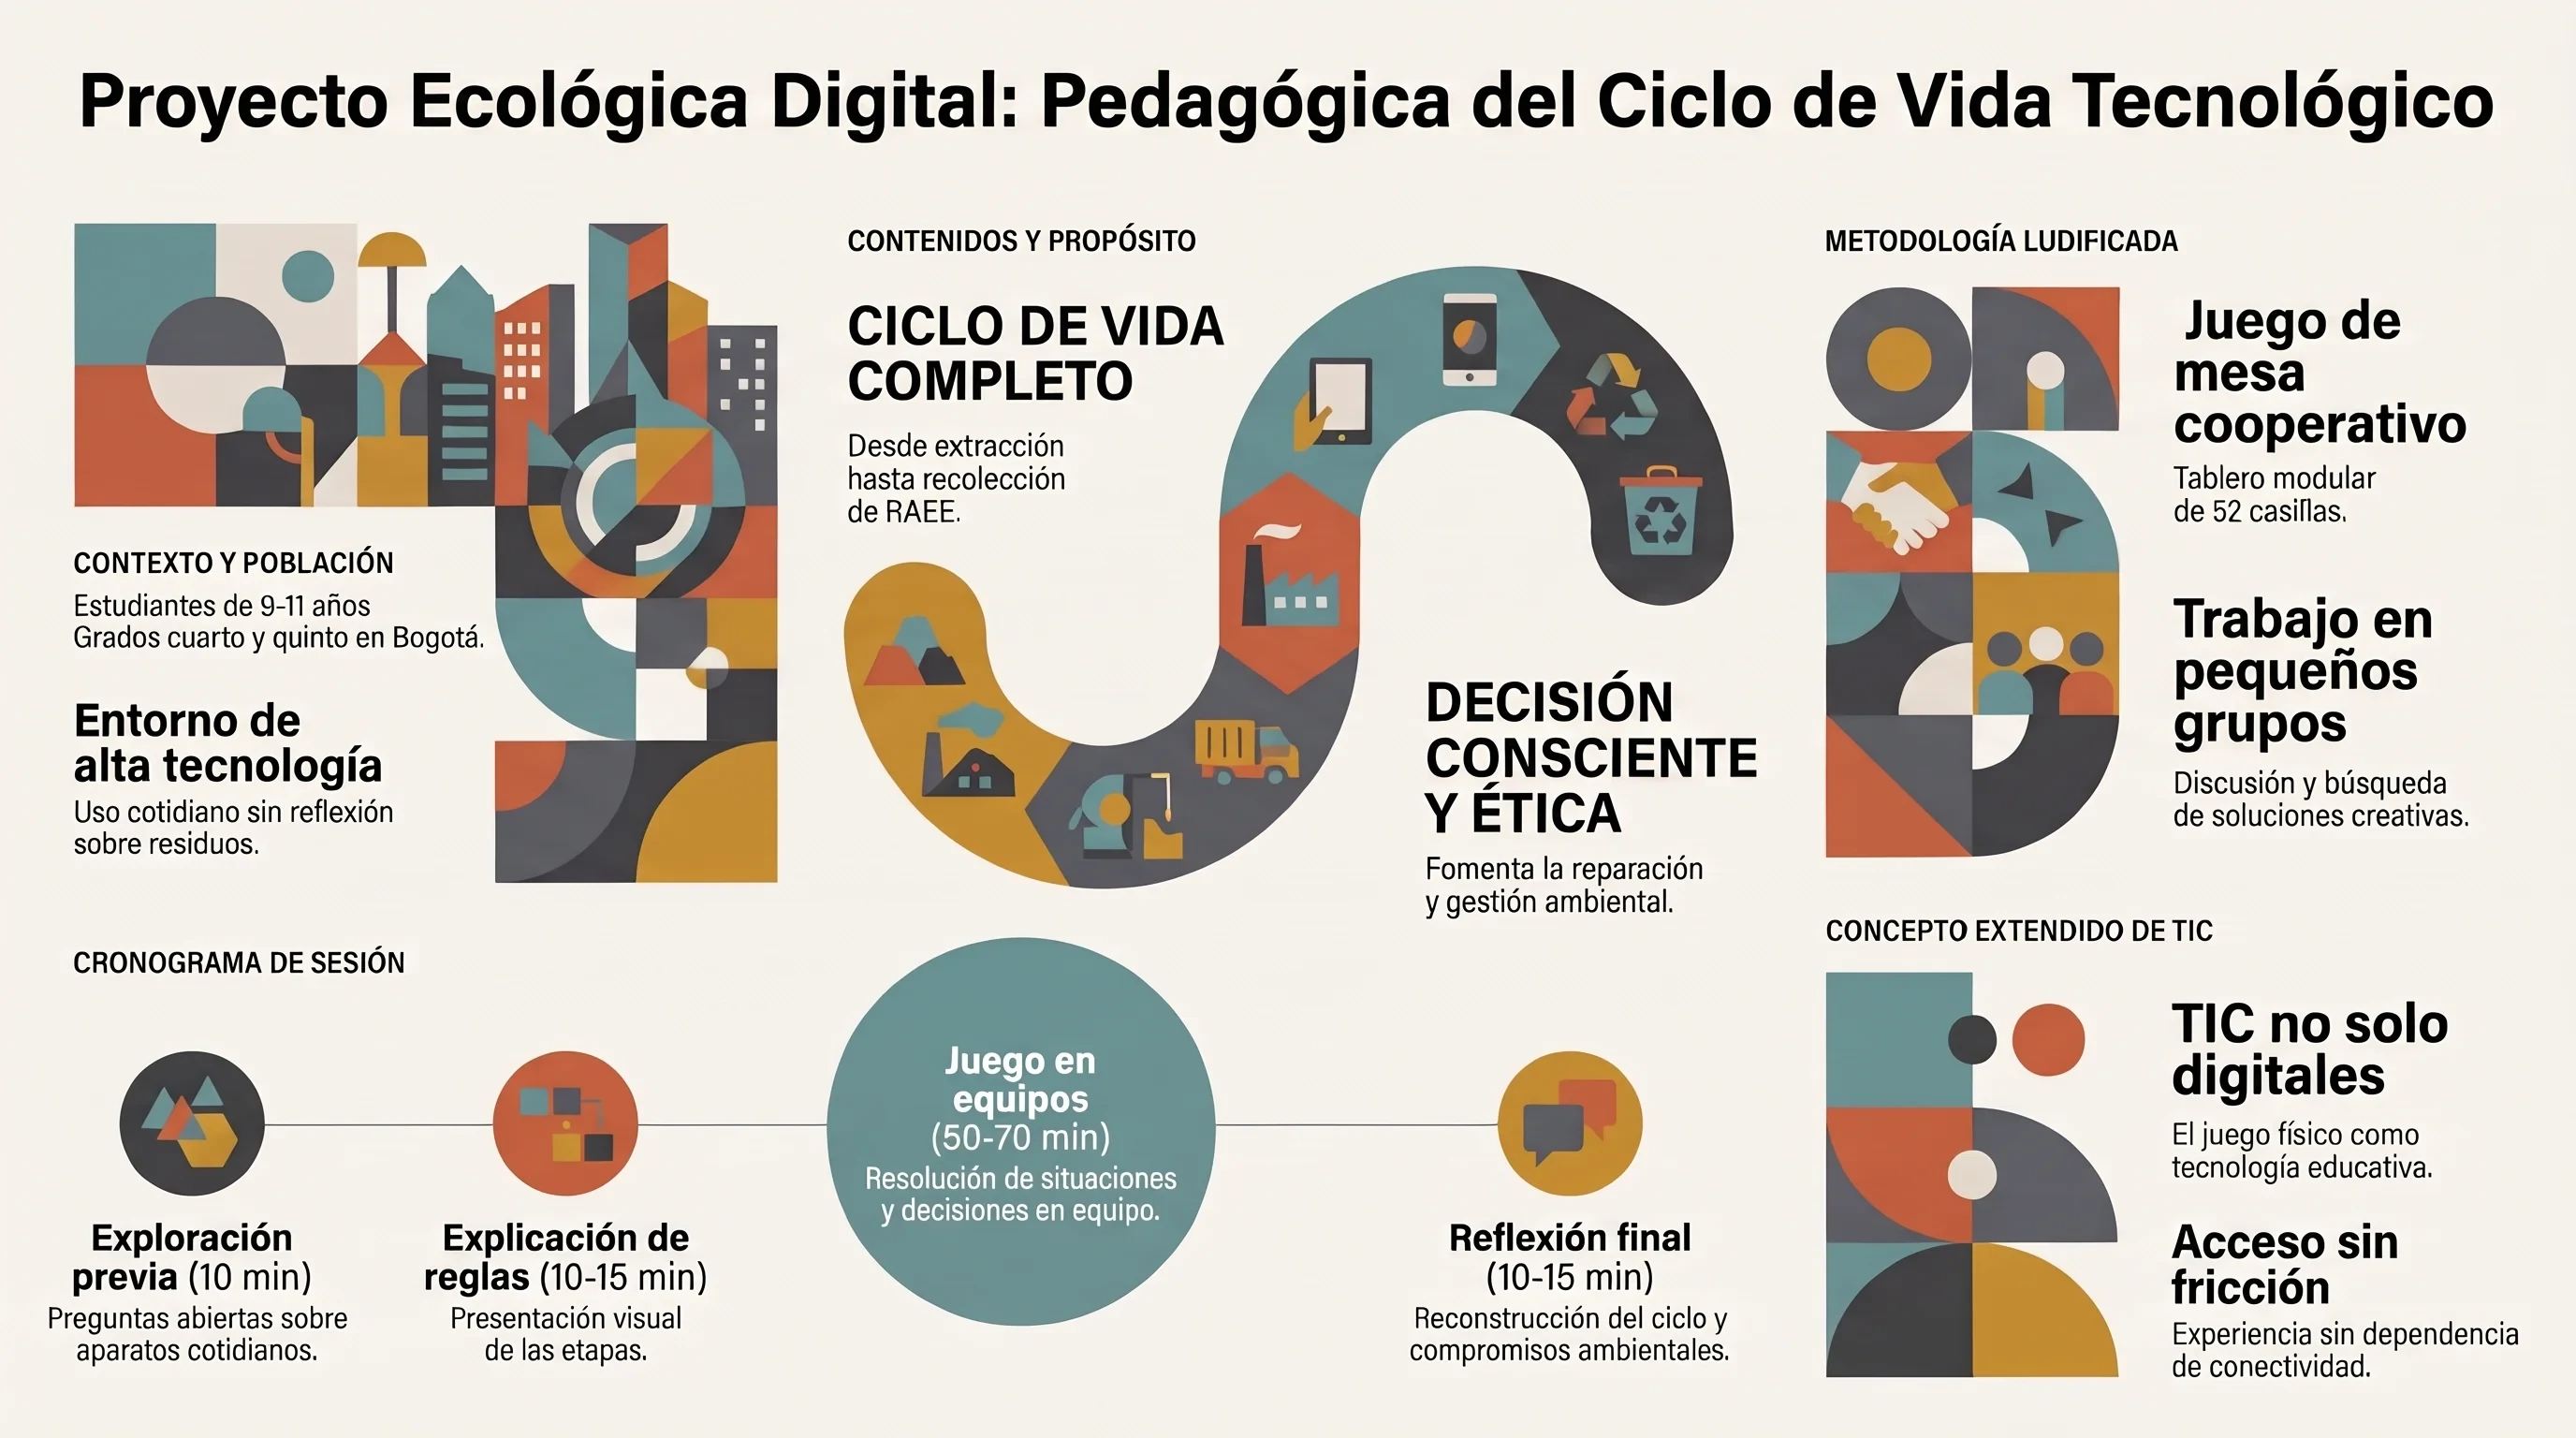 Proyecto Ecológica Digital: Pedagógica del Ciclo de Vida Tecnológico
CONTEXTO Y POBLACIÓN
Estudiantes de 9-11 años
Grados cuarto y quinto en Bogotá.
Entorno de
alta tecnología
Uso cotidiano sin reflexión
sobre residuos.
CONTENIDOS Y PROPÓSITO
CICLO DE VIDA
COMPLETO
Desde extracción
hasta recolección
de RAEE.
DECISIÓN
CONSCIENTE
Y ÉTICA
Fomenta la reparación
y gestión ambiental.
METODOLOGÍA LUDIFICADA
Juego de
mesa
cooperativo
Tablero modular
de 52 casillas.
Trabajo en
pequeños
grupos
Discusión y búsqueda
de soluciones creativas.
CRONOGRAMA DE SESIÓN
Exploración
previa (10 min)
Preguntas abiertas sobre
aparatos cotidianos.
Explicación de
reglas (10-15 min)
Presentación visual
de las etapas.
Juego en
equipos
(50-70 min)
Resolución de situaciones
y decisiones en equipo.
Reflexión final
(10-15 min)
Reconstrucción del ciclo y
compromisos ambientales.
CONCEPTO EXTENDIDO DE TIC
TIC no solo
digitales
El juego físico como
tecnología educativa.
Acceso sin
fricción
Experiencia sin dependencia
de conectividad.